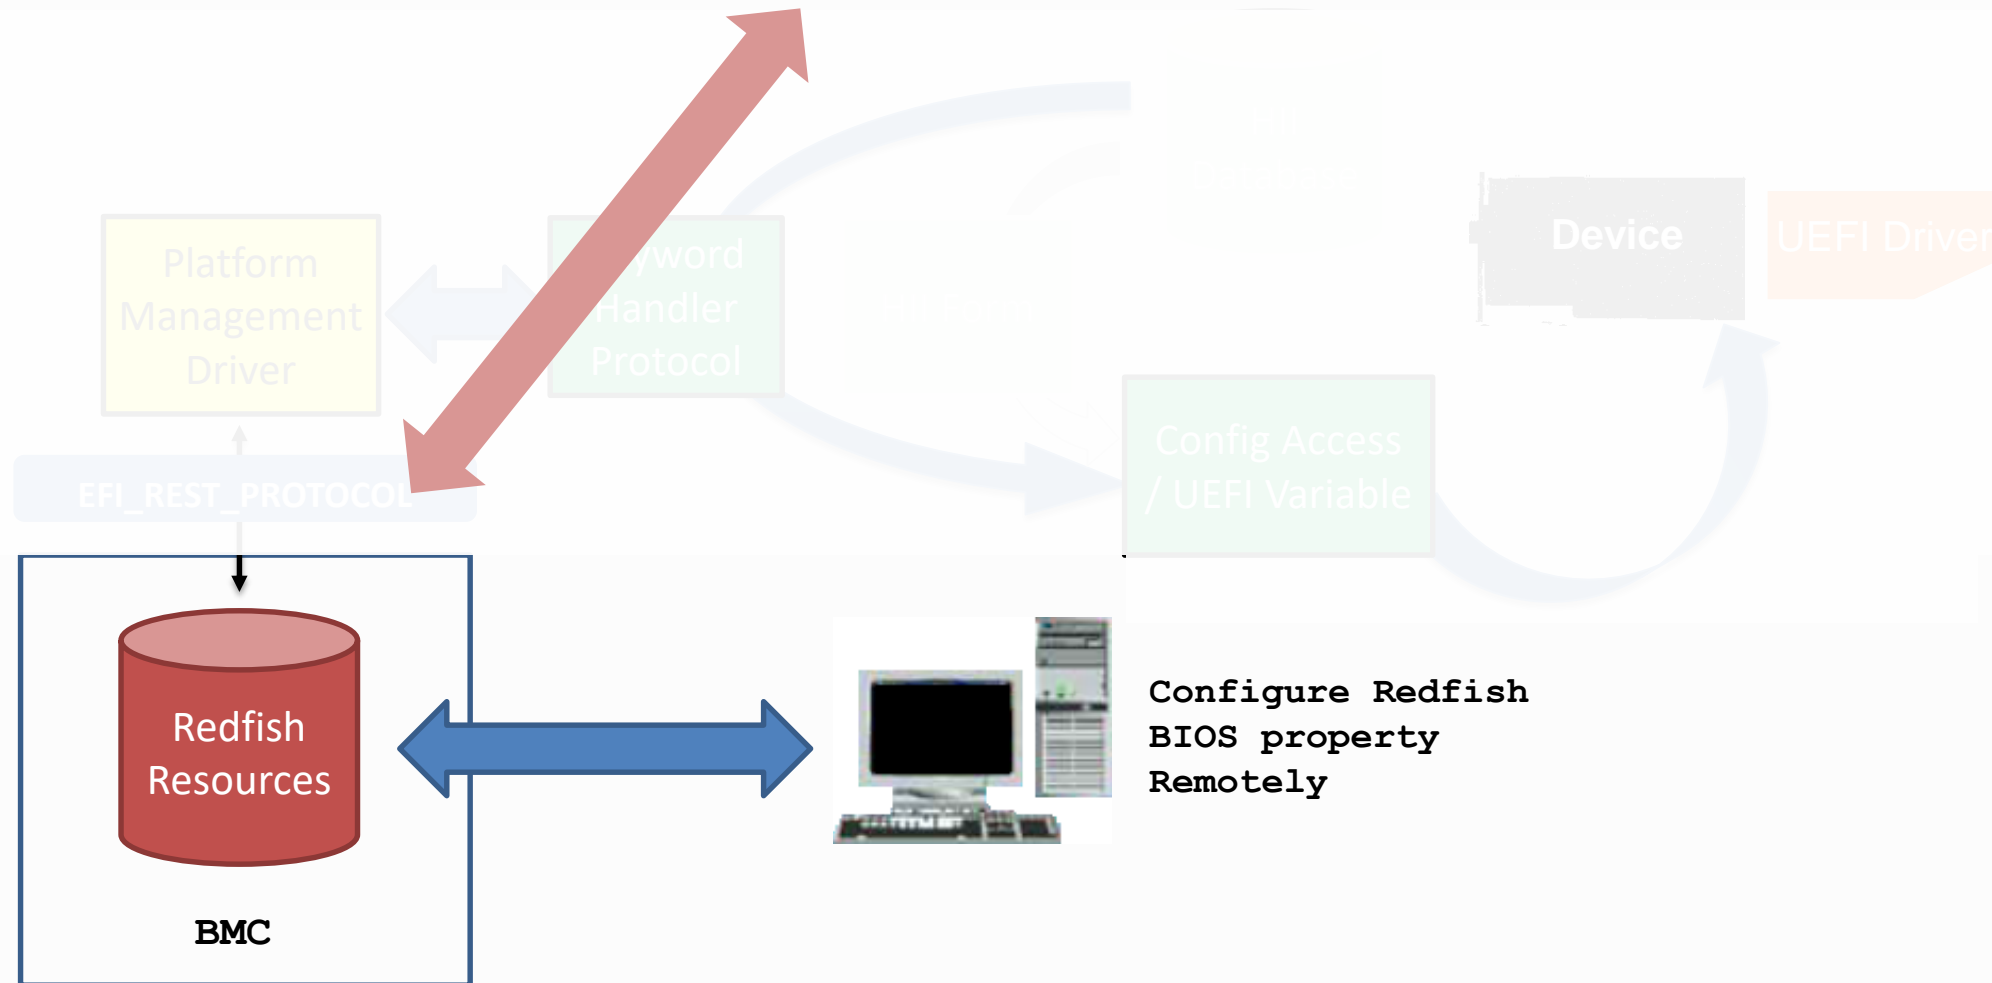 Platform
Management
Driver
yword
Handler
Protocol
Device
UEFI Driver
EFI_REST_PROTOCOL
Config Access
/ UEFI Variable
Redfish
Resources
BMC
Configure Redfish
BIOS property
Remotely